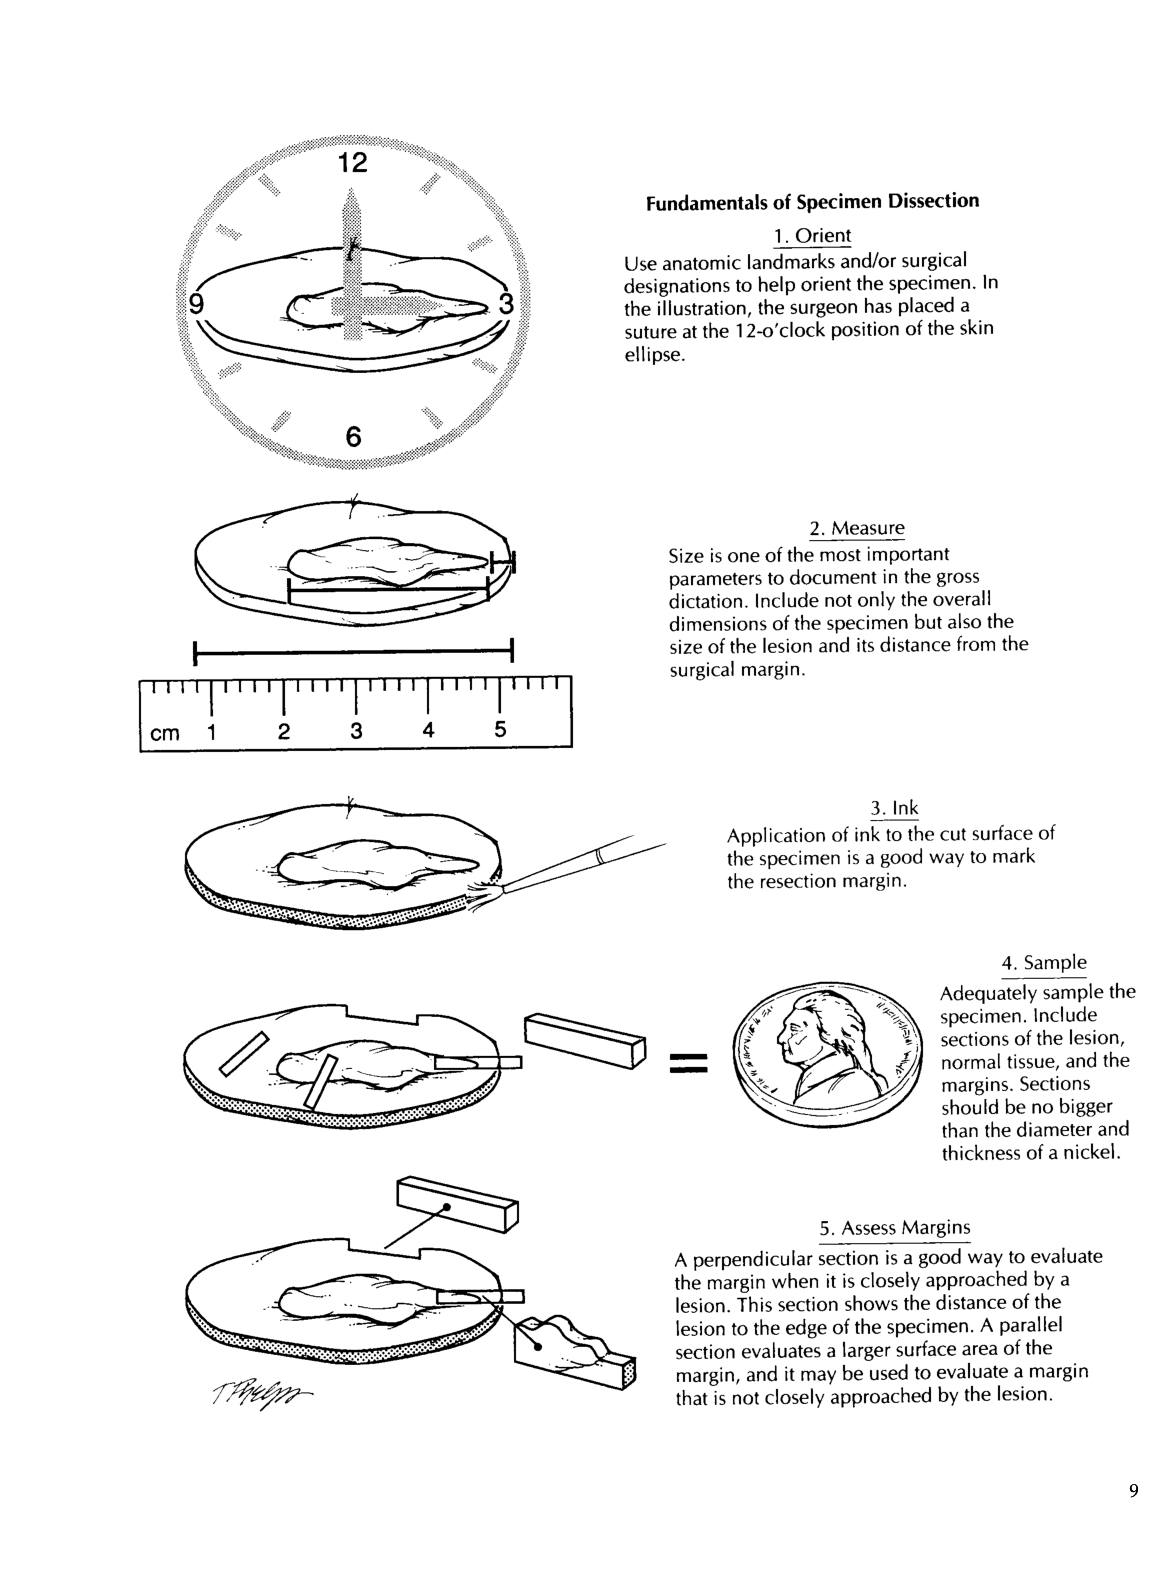 12
9
3
6
Fundamentals of Specimen Dissection
1. Orient
Use anatomic landmarks and/or surgical
designations to help orient the specimen. In
the illustration, the surgeon has placed a
suture at the 12-o'clock position of the skin
ellipse.
2. Measure
Size is one of the most important
parameters to document in the gross
dictation. Include not only the overall
dimensions of the specimen but also the
size of the lesion and its distance from the
surgical margin.
cm 1 2 3 4 5
3. Ink
Application of ink to the cut surface of
the specimen is a good way to mark
the resection margin.
4. Sample
Adequately sample the
specimen. Include
sections of the lesion,
normal tissue, and the
margins. Sections
should be no bigger
than the diameter and
thickness of a nickel.
=
5. Assess Margins
A perpendicular section is a good way to evaluate
the margin when it is closely approached by a
lesion. This section shows the distance of the
lesion to the edge of the specimen. A parallel
section evaluates a larger surface area of the
margin, and it may be used to evaluate a margin
that is not closely approached by the lesion.
T Phelps
9